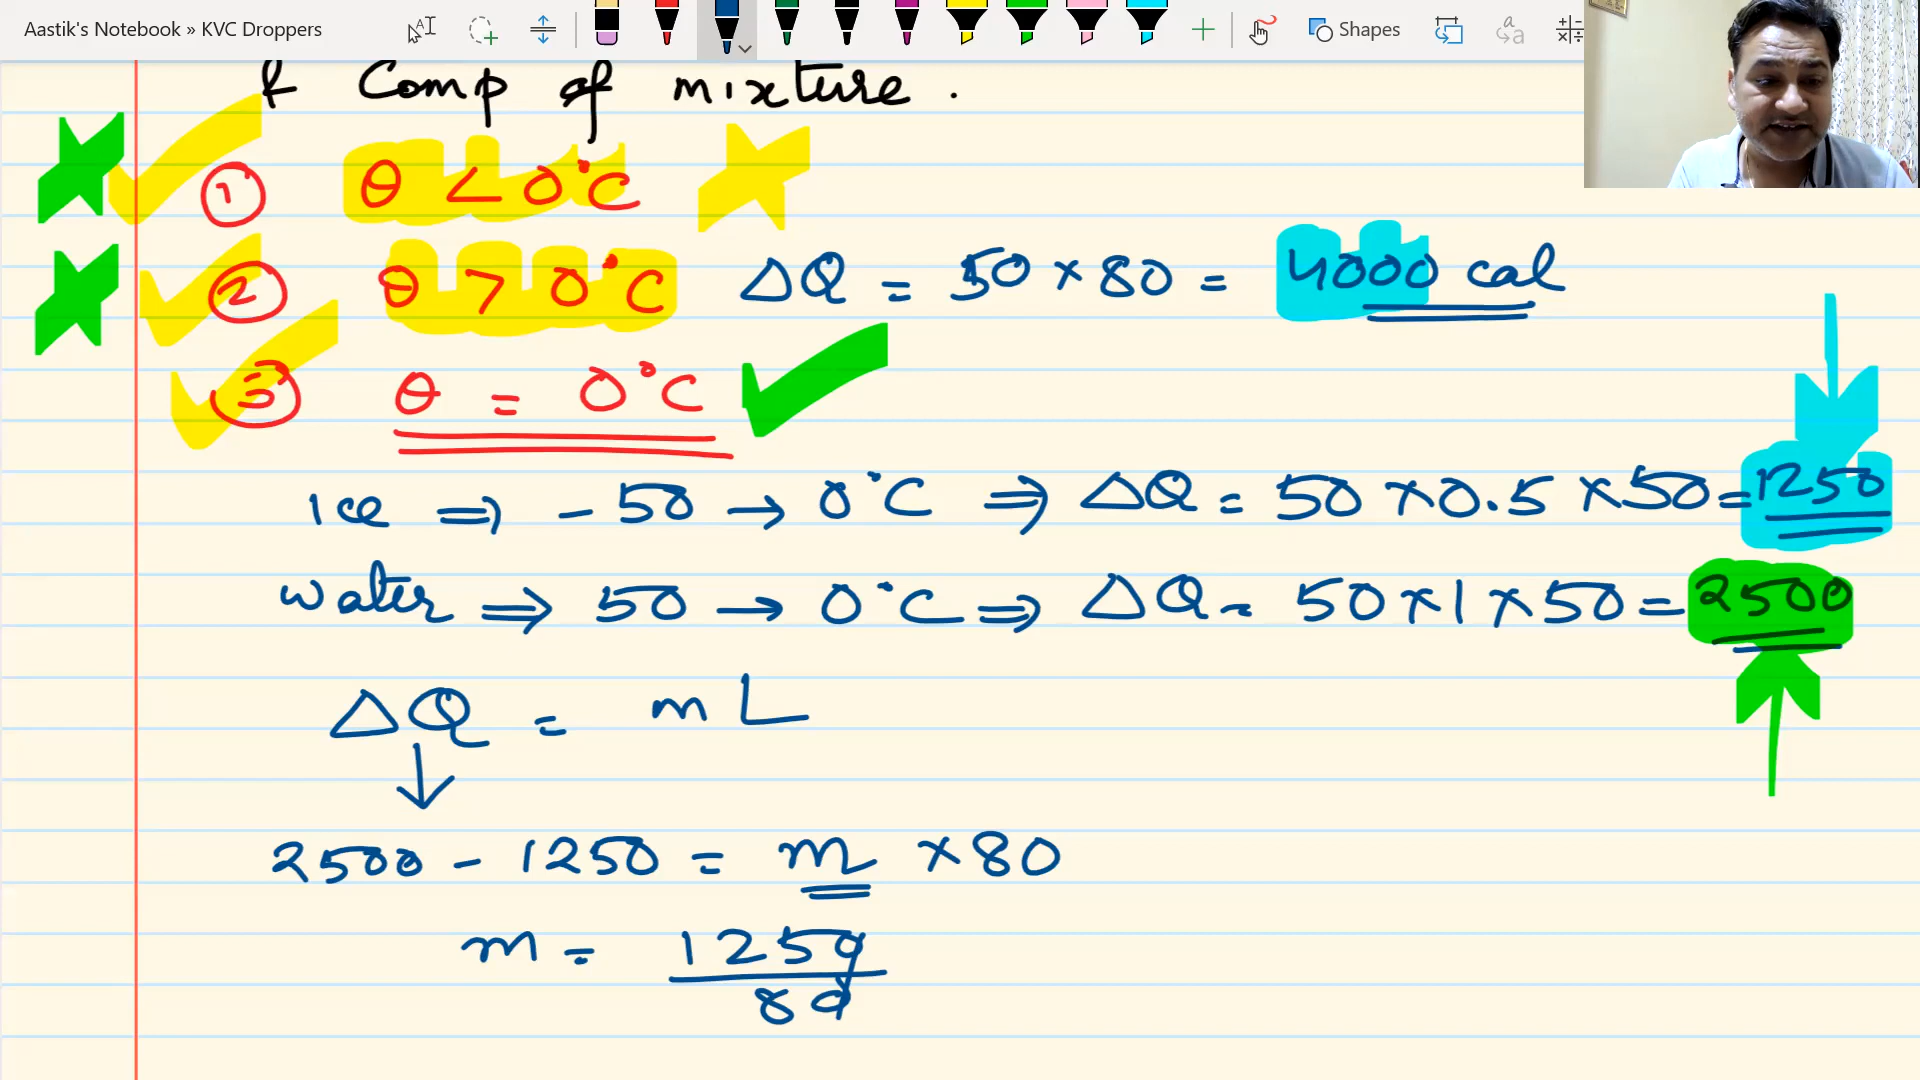 Aastik's Notebook » KVC Droppers
Shapes
& Comp of mixture .
① θ < 0°C
② θ > 0°C ΔQ = 50 × 80 = 4000 cal
③ θ = 0°C
ice ⇒ - 50 → 0°C ⇒ ΔQ = 50 × 0.5 × 50 = 1250
water ⇒ 50 → 0°C ⇒ ΔQ = 50 × 1 × 50 = 2500
ΔQ = mL
2500 - 1250 = m × 80
m = 1250
80